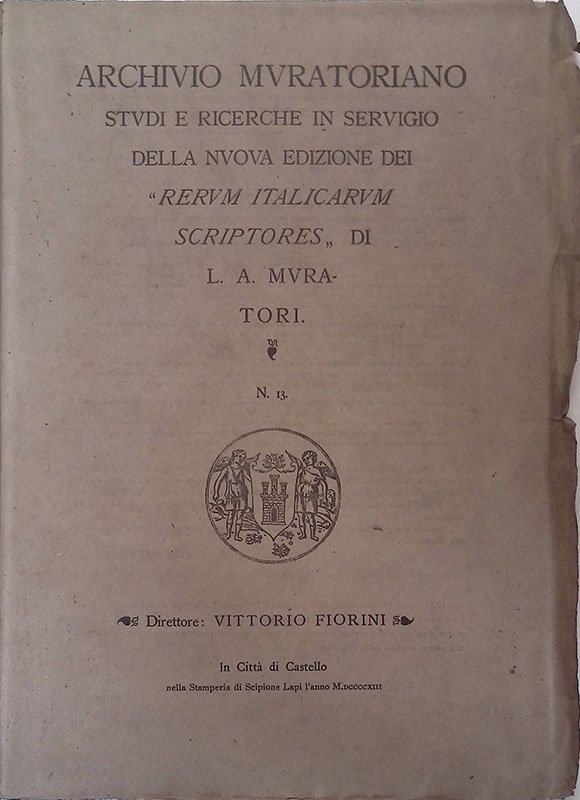 ARCHIVIO MVRATORIANO
STVDI E RICERCHE IN SERVIGIO
DELLA NVOVA EDIZIONE DEI
“RERVM ITALICARVM
SCRIPTORES„ DI
L. A. MVRA-
TORI.
N. 13.
Direttore: VITTORIO FIORINI
In Città di Castello
nella Stamperia di Scipione Lapi l'anno M.DCCCCXIII